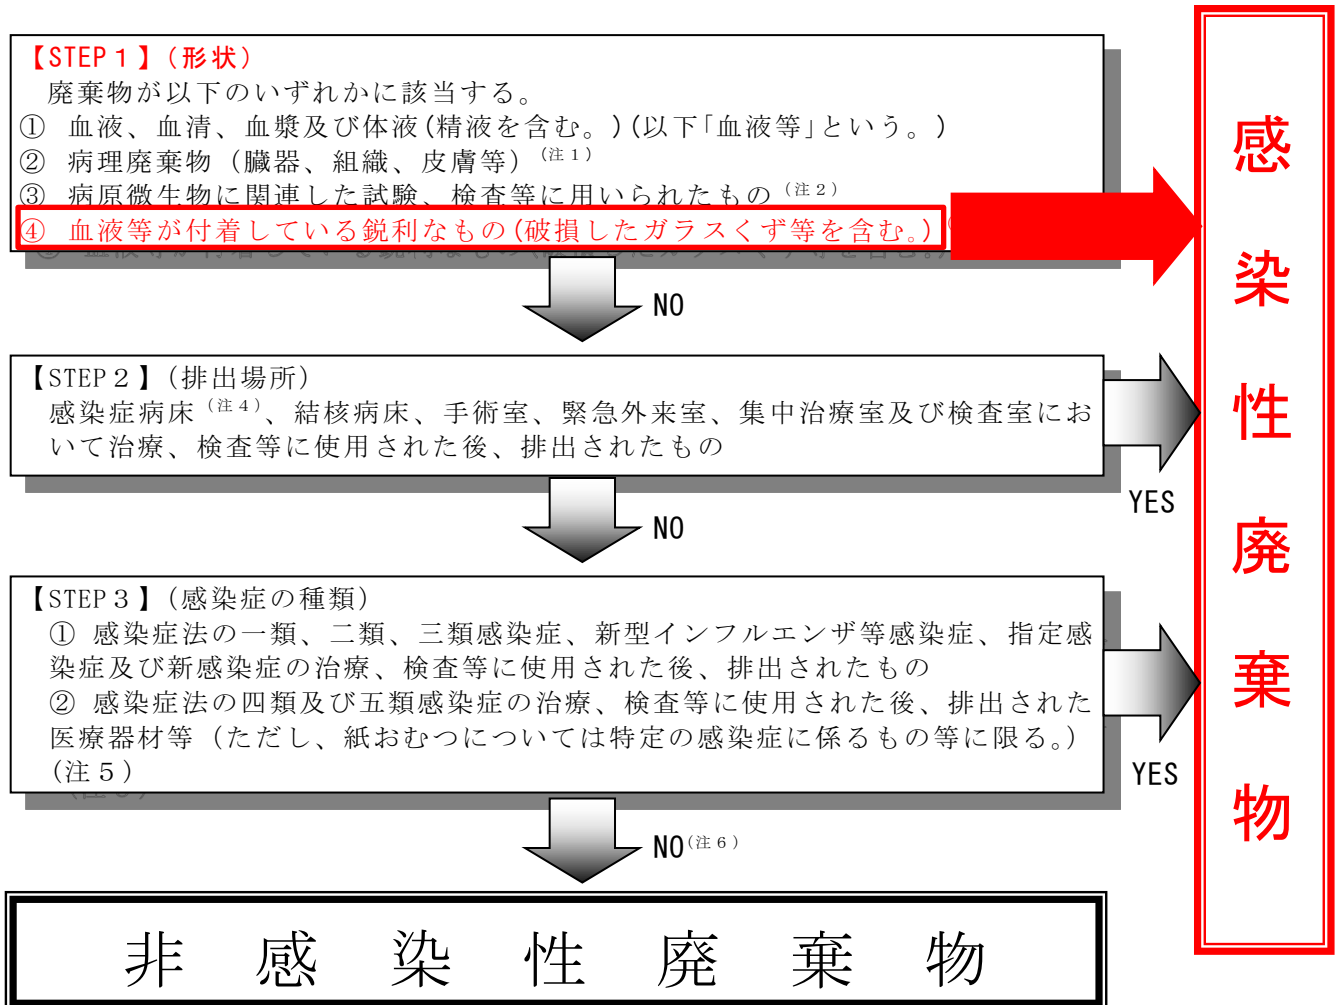 【STEP１】(形状)
廃棄物が以下のいずれかに該当する。
① 血液、血清、血漿及び体液(精液を含む。)(以下「血液等」という。)
② 病理廃棄物（臓器、組織、皮膚等）(注１)
③ 病原微生物に関連した試験、検査等に用いられたもの(注２)
④ 血液等が付着している鋭利なもの(破損したガラスくず等を含む。)
NO
【STEP２】(排出場所)
感染症病床(注４)、結核病床、手術室、緊急外来室、集中治療室及び検査室にお
いて治療、検査等に使用された後、排出されたもの
YES
NO
【STEP３】(感染症の種類)
① 感染症法の一類、二類、三類感染症、新型インフルエンザ等感染症、指定感
染症及び新感染症の治療、検査等に使用された後、排出されたもの
② 感染症法の四類及び五類感染症の治療、検査等に使用された後、排出された
医療器材等（ただし、紙おむつについては特定の感染症に係るもの等に限る。）
(注５)
YES
NO(注６)
非感染性廃棄物
感染性廃棄物